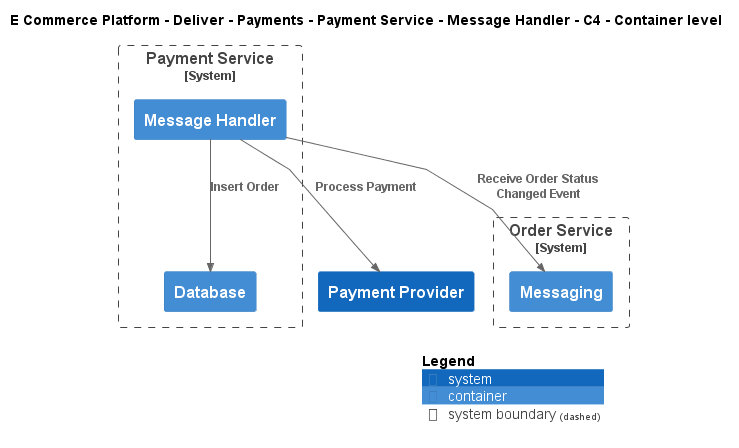 E Commerce Platform - Deliver - Payments - Payment Service - Message Handler - C4 - Container level
Payment Service
[System]
Message Handler
Insert Order
Process Payment
Receive Order Status
Changed Event
Order Service
[System]
Database
Payment Provider
Messaging
Legend
system
container
system boundary (dashed)